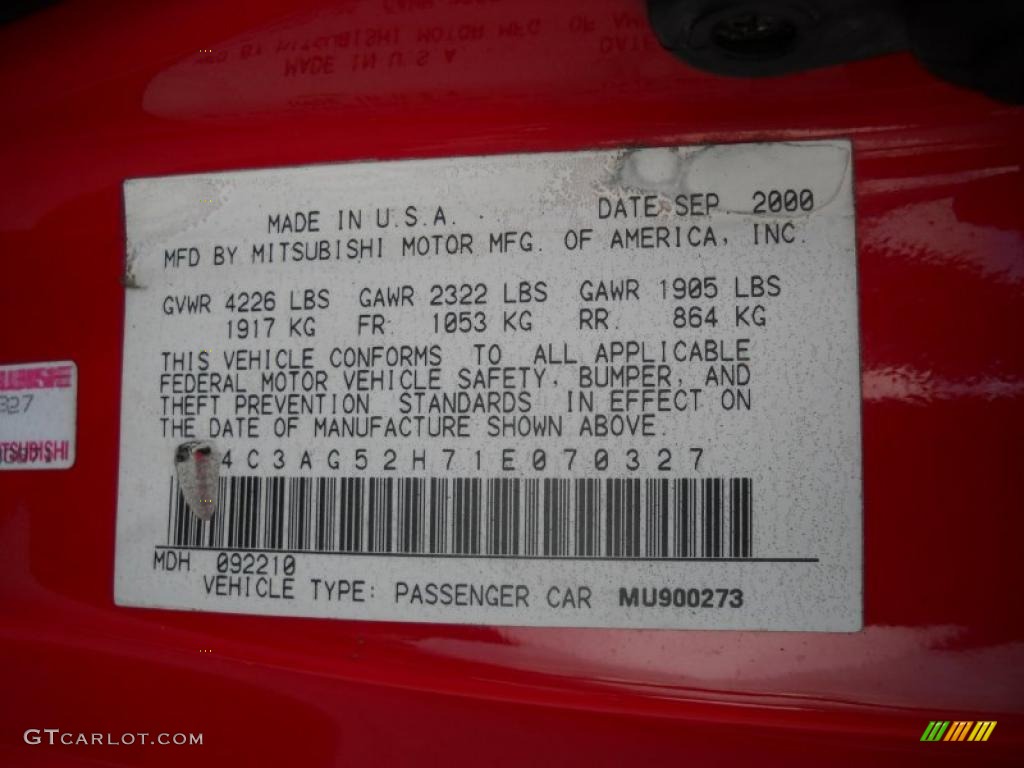 MADE IN U.S.A. DATE SEP 2000
MFD BY MITSUBISHI MOTOR MFG. OF AMERICA, INC.
GVWR 4226 LBS GAWR 2322 LBS GAWR 1905 LBS
1917 KG FR. 1053 KG RR. 864 KG
THIS VEHICLE CONFORMS TO ALL APPLICABLE
FEDERAL MOTOR VEHICLE SAFETY, BUMPER, AND
THEFT PREVENTION STANDARDS IN EFFECT ON
THE DATE OF MANUFACTURE SHOWN ABOVE.
4C3AG52H71E070327
MDH 092210
VEHICLE TYPE: PASSENGER CAR MU900273
327
MITSUBISHI
GTCARLOT.COM